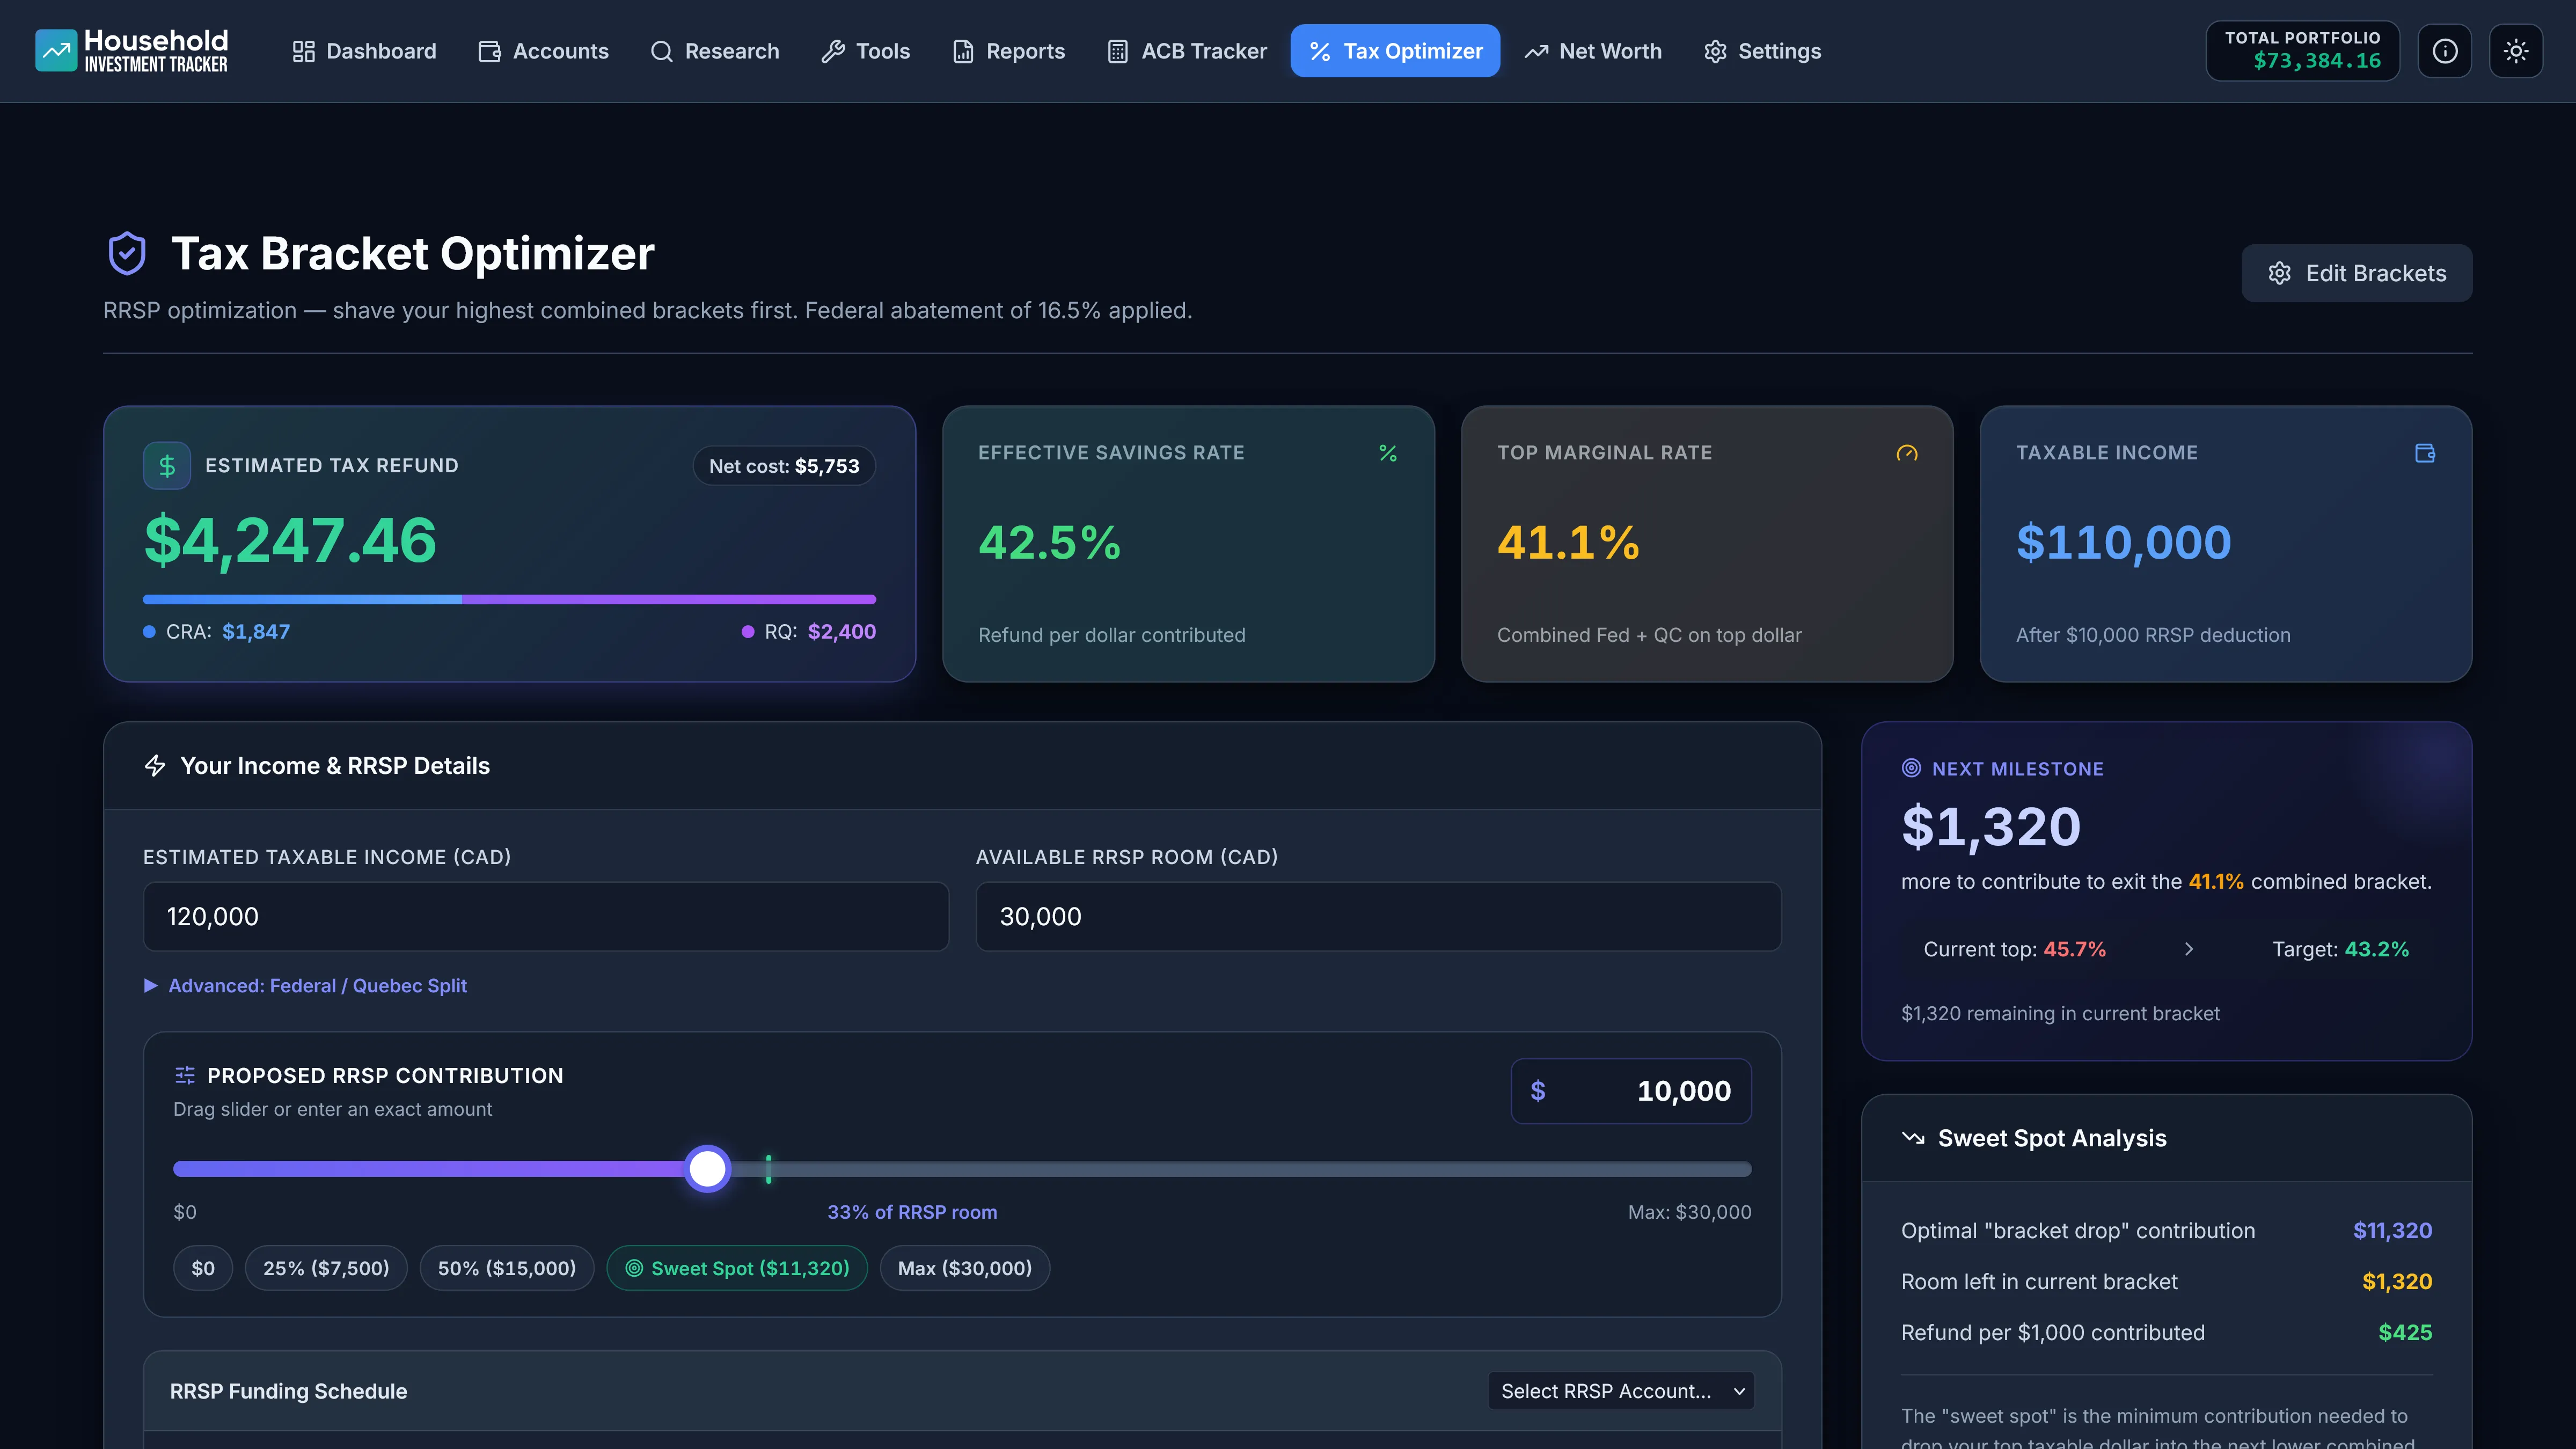 Household
INVESTMENT TRACKER
Dashboard
Accounts
Research
Tools
Reports
ACB Tracker
Tax Optimizer
Net Worth
Settings
TOTAL PORTFOLIO
$73,384.16
Tax Bracket Optimizer
RRSP optimization — shave your highest combined brackets first. Federal abatement of 16.5% applied.
Edit Brackets
ESTIMATED TAX REFUND
Net cost: $5,753
$4,247.46
CRA: $1,847
RQ: $2,400
EFFECTIVE SAVINGS RATE
42.5%
Refund per dollar contributed
TOP MARGINAL RATE
41.1%
Combined Fed + QC on top dollar
TAXABLE INCOME
$110,000
After $10,000 RRSP deduction
Your Income & RRSP Details
ESTIMATED TAXABLE INCOME (CAD)
120,000
AVAILABLE RRSP ROOM (CAD)
30,000
Advanced: Federal / Quebec Split
PROPOSED RRSP CONTRIBUTION
Drag slider or enter an exact amount
$ 10,000
$0
33% of RRSP room
Max: $30,000
$0
25% ($7,500)
50% ($15,000)
Sweet Spot ($11,320)
Max ($30,000)
RRSP Funding Schedule
Select RRSP Account...
NEXT MILESTONE
$1,320
more to contribute to exit the 41.1% combined bracket.
Current top: 45.7%
Target: 43.2%
$1,320 remaining in current bracket
Sweet Spot Analysis
Optimal "bracket drop" contribution $11,320
Room left in current bracket $1,320
Refund per $1,000 contributed $425
The "sweet spot" is the minimum contribution needed to
drop your top taxable dollar into the next lower combined